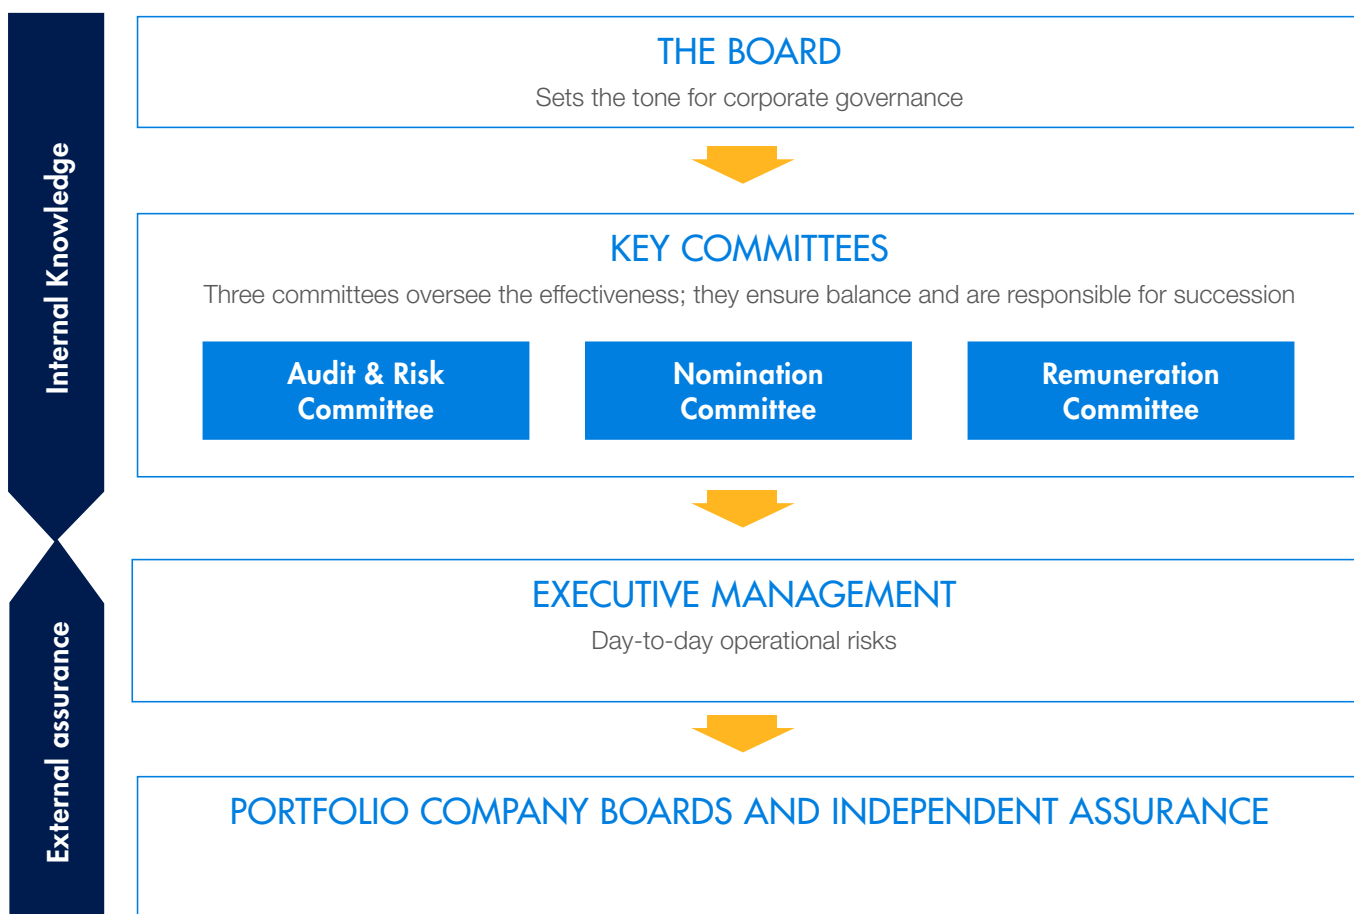 THE BOARD
Sets the tone for corporate governance
Internal Knowledge
KEY COMMITTEES
Three committees oversee the effectiveness; they ensure balance and are responsible for succession
Audit & Risk
Committee
Nomination
Committee
Remuneration
Committee
EXECUTIVE MANAGEMENT
Day-to-day operational risks
External assurance
PORTFOLIO COMPANY BOARDS AND INDEPENDENT ASSURANCE